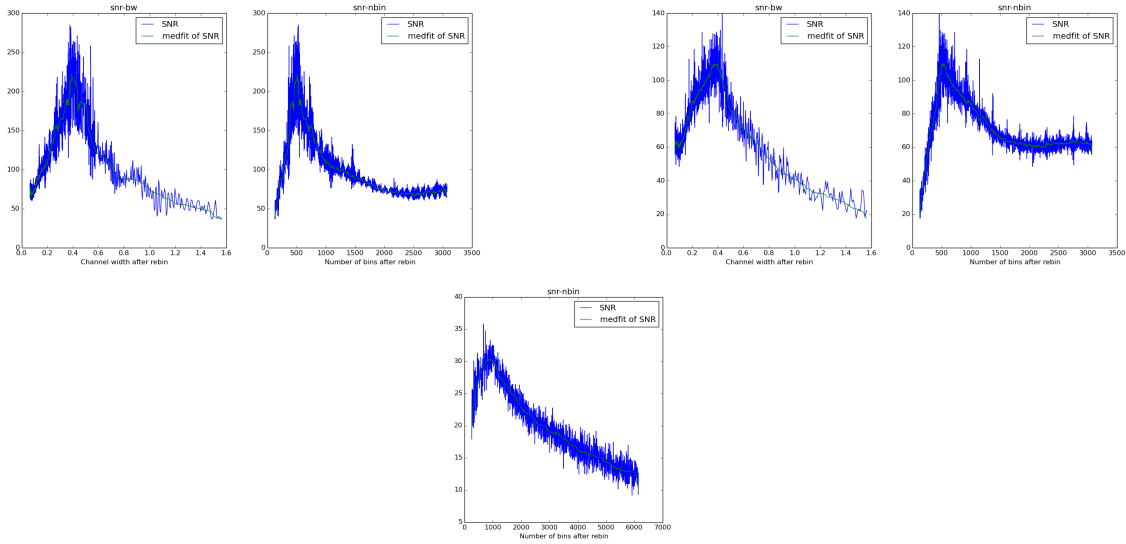 snr-bw
300
250
200
150
100
50
0
0.0 0.2 0.4 0.6 0.8 1.0 1.2 1.4 1.6
Channel width after rebin
SNR
medfit of SNR
snr-nbin
300
250
200
150
100
50
0
0 500 1000 1500 2000 2500 3000 3500
Number of bins after rebin
SNR
medfit of SNR
snr-bw
140
120
100
80
60
40
20
0
0.0 0.2 0.4 0.6 0.8 1.0 1.2 1.4 1.6
Channel width after rebin
SNR
medfit of SNR
snr-nbin
140
120
100
80
60
40
20
0
0 500 1000 1500 2000 2500 3000 3500
Number of bins after rebin
SNR
medfit of SNR
snr-nbin
40
35
30
25
20
15
10
5
0 1000 2000 3000 4000 5000 6000 7000
Number of bins after rebin
SNR
medfit of SNR